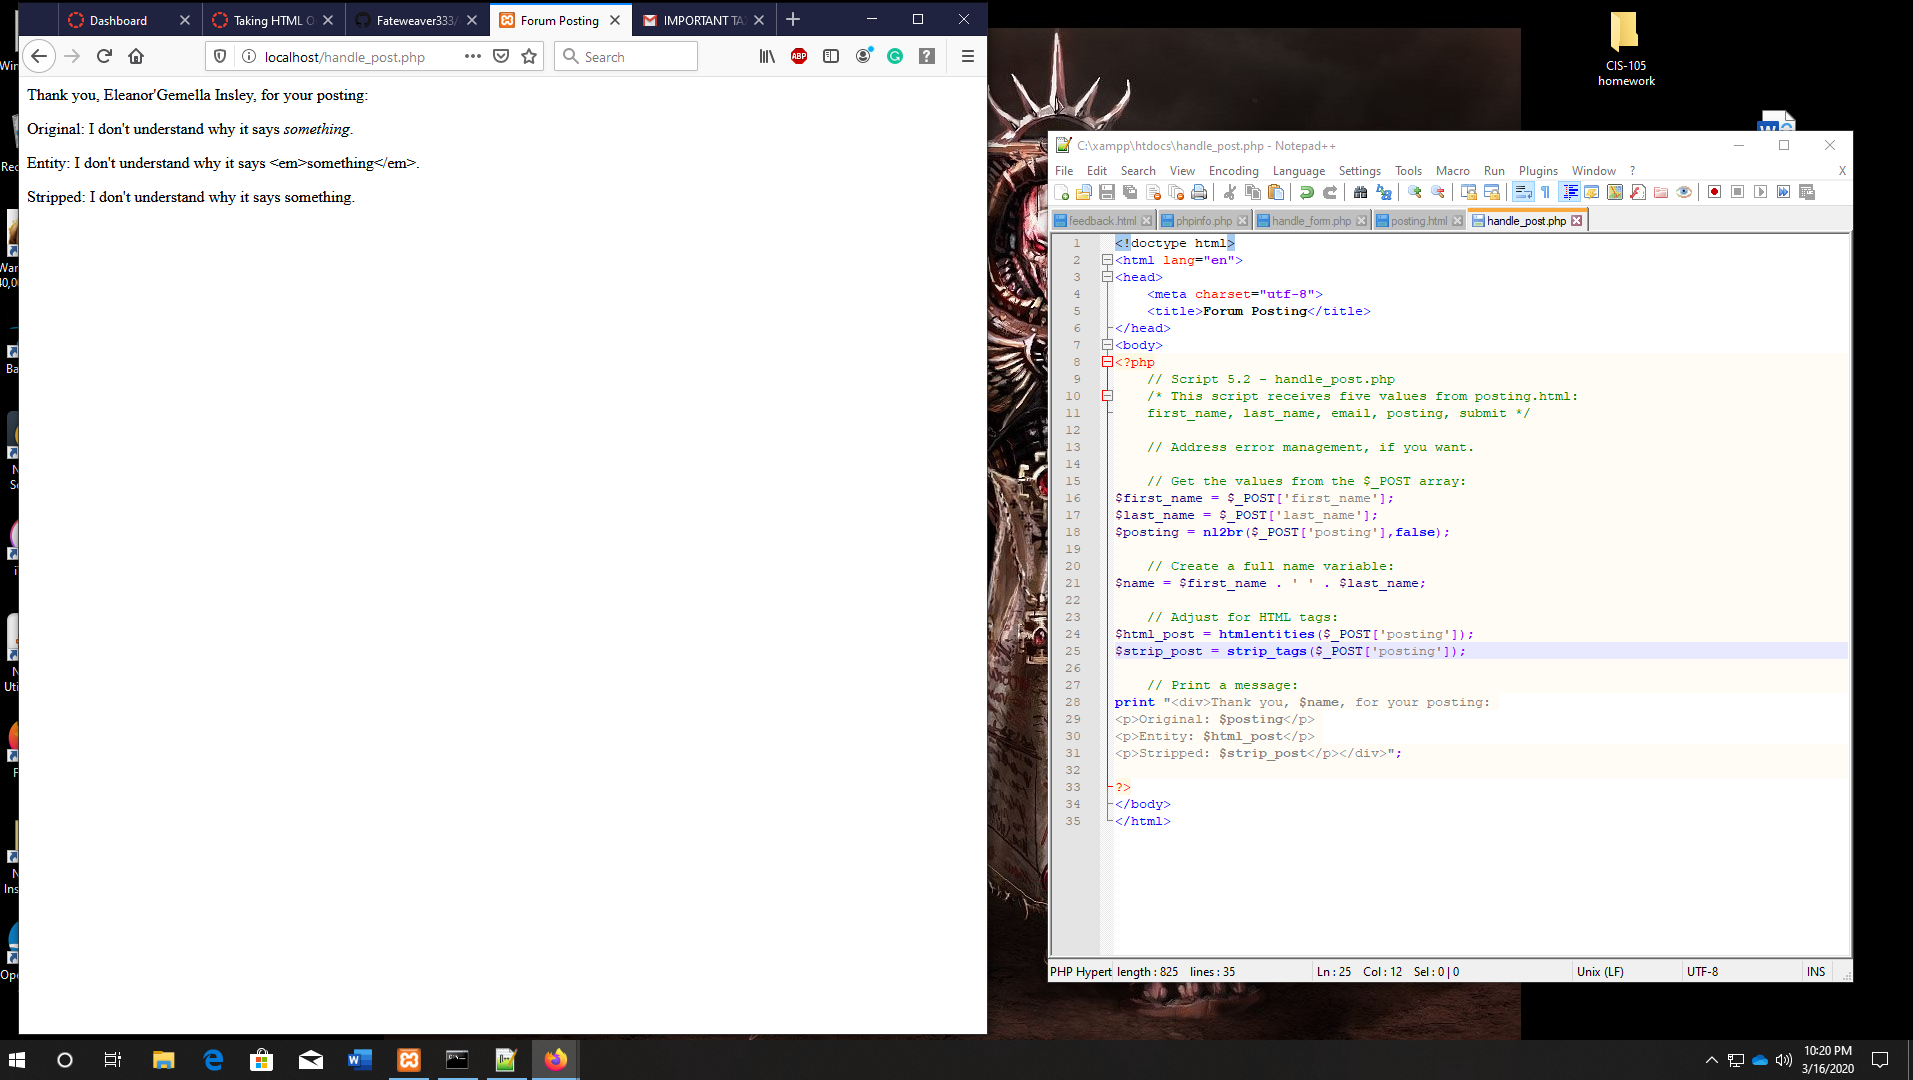 Dashboard
Taking HTML O
Fateweaver333/
Forum Posting
IMPORTANT TA
localhost/handle_post.php
Search
ABP
Thank you, Eleanor'Gemella Insley, for your posting:
Original: I don't understand why it says something.
Entity: I don't understand why it says <em>something</em>.
Stripped: I don't understand why it says something.
CIS-105
homework
C:\xampp\htdocs\handle_post.php - Notepad++
File Edit Search View Encoding Language Settings Tools Macro Run Plugins Window ? X
feedback.html phpinfo.php handle_form.php posting.html handle_post.php
1 <!doctype html>
2 <html lang="en">
3 <head>
4 <meta charset="utf-8">
5 <title>Forum Posting</title>
6 </head>
7 <body>
8 <?php
9 // Script 5.2 - handle_post.php
10 /* This script receives five values from posting.html:
11 first_name, last_name, email, posting, submit */
12
13 // Address error management, if you want.
14
15 // Get the values from the $_POST array:
16 $first_name = $_POST['first_name'];
17 $last_name = $_POST['last_name'];
18 $posting = nl2br($_POST['posting'],false);
19
20 // Create a full name variable:
21 $name = $first_name . ' ' . $last_name;
22
23 // Adjust for HTML tags:
24 $html_post = htmlentities($_POST['posting']);
25 $strip_post = strip_tags($_POST['posting']);
26
27 // Print a message:
28 print "<div>Thank you, $name, for your posting:
29 <p>Original: $posting</p>
30 <p>Entity: $html_post</p>
31 <p>Stripped: $strip_post</p></div>";
32
33 ?>
34 </body>
35 </html>
PHP Hypert length : 825 lines : 35 Ln : 25 Col : 12 Sel : 0 | 0 Unix (LF) UTF-8 INS
10:20 PM
3/16/2020